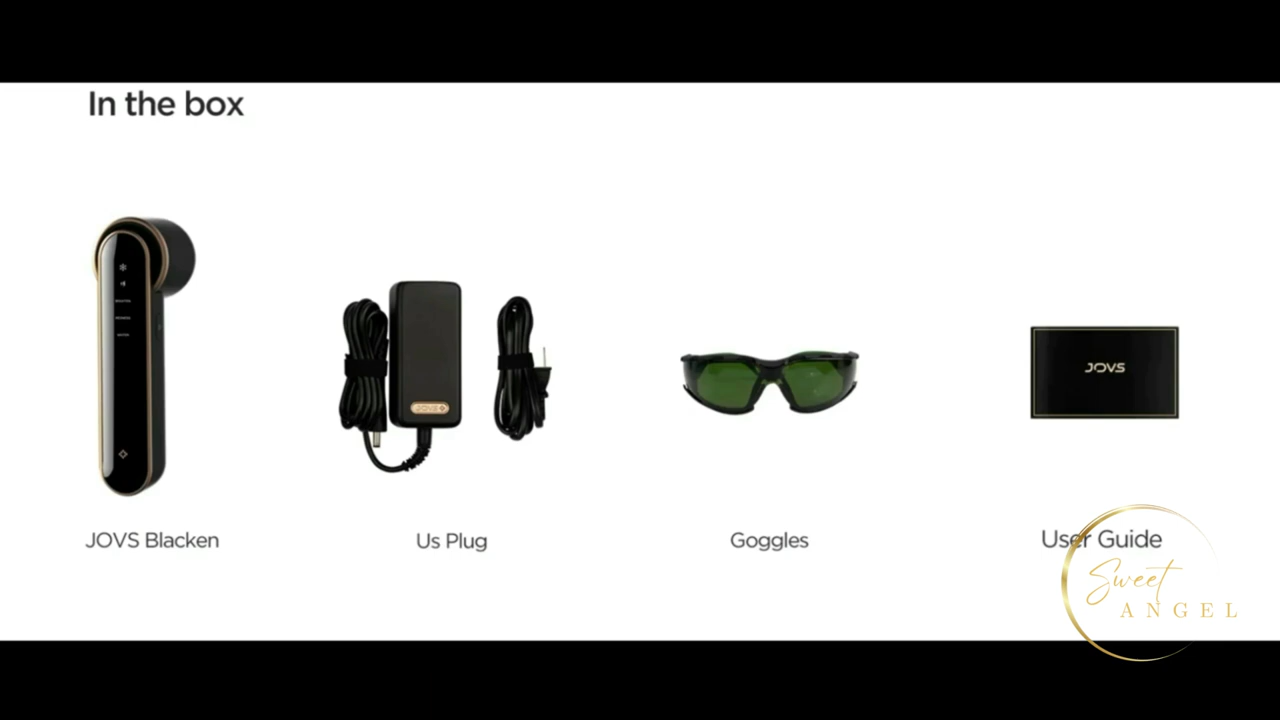 In the box
JOVS
JOVS
JOVS Blacken
Us Plug
Goggles
User Guide
Sweet
ANGEL